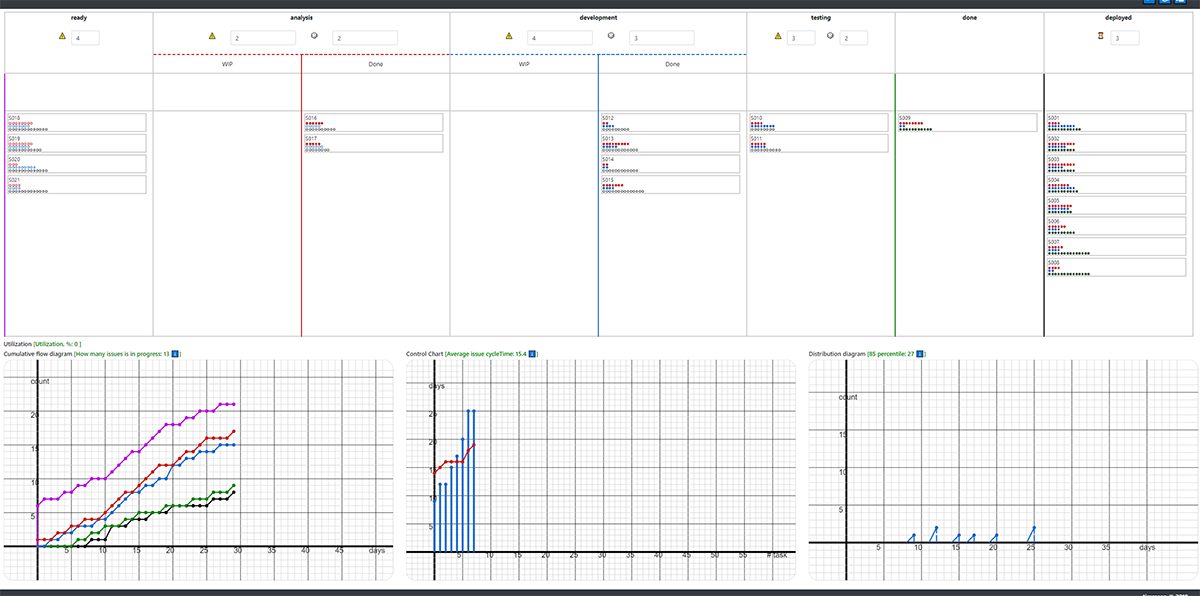 ready analysis development testing done deployed
4 2 2 4 3 3 2 3
WIP Done WIP Done
S018 S016 S012 S010 S009 S001
S019 S017 S013 S011 S002
S020 S014 S003
S021 S015 S004
S005
S006
S007
S008
Utilization [Utilization, %: 0 ]
Cumulative flow diagram [How many issues is in progress: 13 ]
count
20
15
10
5
5 10 15 20 25 30 35 40 45 days
Control Chart [Average issue cycleTime: 15.4 ]
days
25
20
15
10
5
5 10 15 20 25 30 35 40 45 50 55 # task
Distribution diagram [85 percentile: 27 ]
count
15
10
5
5 10 15 20 25 30 35 days